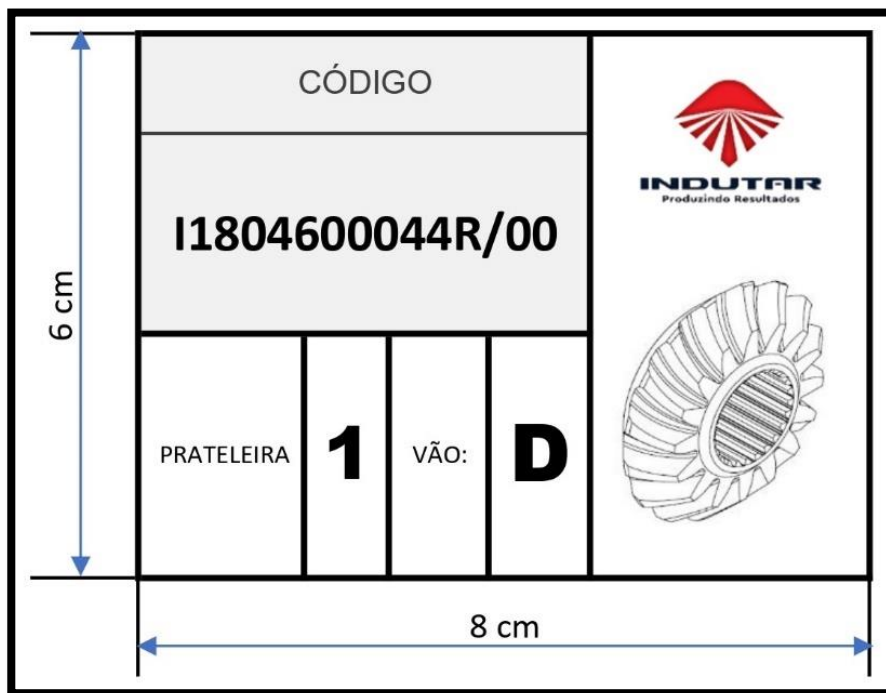 CÓDIGO
I1804600044R/00
PRATELEIRA
1
VÃO:
D
INDUTAR
Produzindo Resultados
6 cm
8 cm